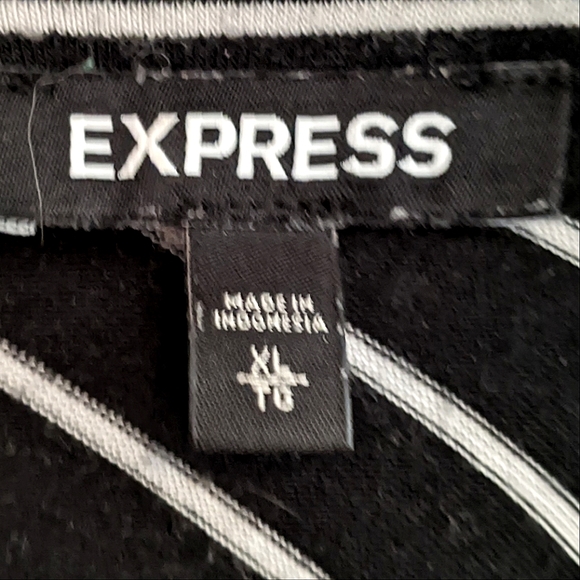 EXPRESS
MADE IN
INDONESIA
XL
TG